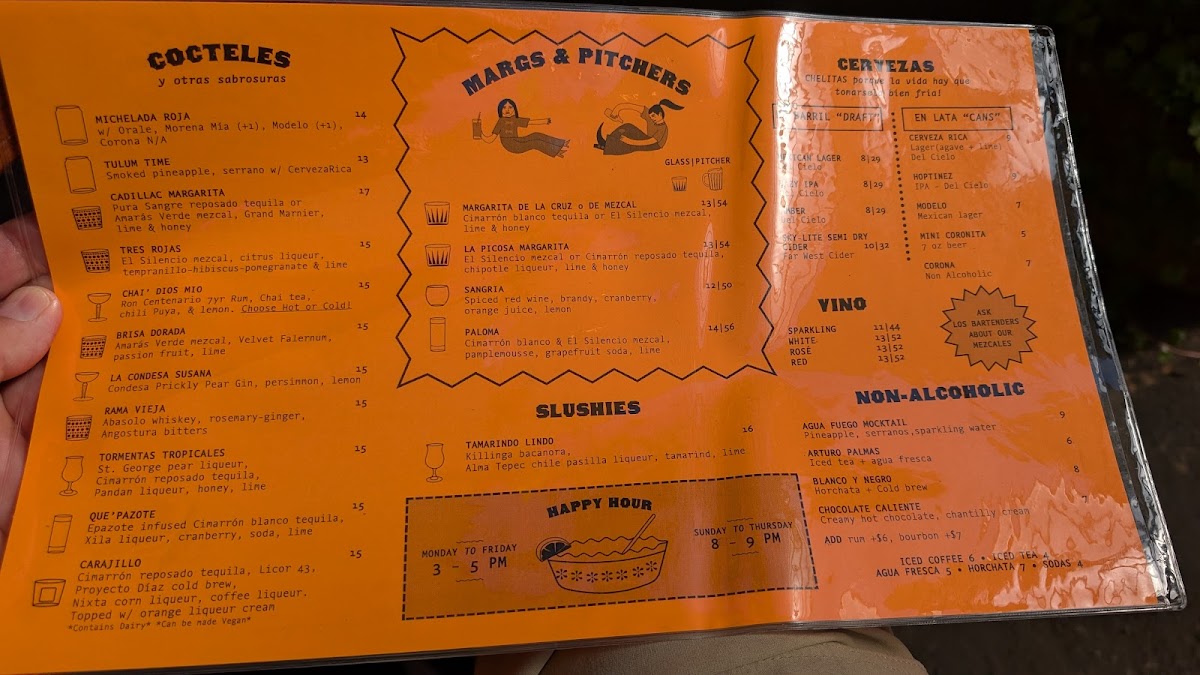 COCTELES
y otras sabrosuras
MICHELADA ROJA 14
w/ Orale, Morena Mia (+1), Modelo (+1),
Corona N/A
TULUM TIME 13
Smoked pineapple, serrano w/ CervezaRica
CADILLAC MARGARITA 17
Pura Sangre reposado tequila or
Amarás Verde mezcal, Grand Marnier,
lime & honey
TRES ROJAS 15
El Silencio mezcal, citrus liqueur,
tempranillo-hibiscus-pomegranate & lime
CHAI' DIOS MIO 15
Ron Centenario 7yr Rum, Chai tea,
chili Puya, & lemon. Choose Hot or Cold!
BRISA DORADA 15
Amarás Verde mezcal, Velvet Falernum,
passion fruit, lime
LA CONDESA SUSANA 15
Condesa Prickly Pear Gin, persimmon, lemon
RAMA VIEJA 15
Abasolo whiskey, rosemary-ginger,
Angostura bitters
TORMENTAS TROPICALES 15
St. George pear liqueur,
Cimarrón reposado tequila,
Pandan liqueur, honey, lime
QUE'PAZOTE 15
Epazote infused Cimarrón blanco tequila,
Xila liqueur, cranberry, soda, lime
CARAJILLO 15
Cimarrón reposado tequila, Licor 43,
Proyecto Díaz cold brew,
Nixta corn liqueur, coffee liqueur.
Topped w/ orange liqueur cream
*Contains Dairy* *Can be made Vegan*
MARGS & PITCHERS
GLASS|PITCHER
MARGARITA DE LA CRUZ o DE MEZCAL 13|54
Cimarrón blanco tequila or El Silencio mezcal,
lime & honey
LA PICOSA MARGARITA 13|54
El Silencio mezcal or Cimarrón reposado tequila,
chipotle liqueur, lime & honey
SANGRIA 12|50
Spiced red wine, brandy, cranberry,
orange juice, lemon
PALOMA 14|56
Cimarrón blanco & El Silencio mezcal,
pamplemousse, grapefruit soda, lime
SLUSHIES
TAMARINDO LINDO 16
Killinga bacanora,
Alma Tepec chile pasilla liqueur, tamarind, lime
HAPPY HOUR
MONDAY TO FRIDAY
3 - 5 PM
SUNDAY TO THURSDAY
8 - 9 PM
CERVEZAS
CHELITAS porque la vida hay que
tomarse bien fria!
BARRIL "DRAFT"
LAGER 8|29
Cielo
IPA 8|29
Cielo
8|29
Cielo
LITE SEMI DRY
CIDER 10|32
Far West Cider
EN LATA "CANS"
CERVEZA RICA 9
Lager(agave + lime)
Del Cielo
HOPTINEZ 9
IPA - Del Cielo
MODELO 7
Mexican lager
MINI CORONITA 5
7 oz beer
CORONA 7
Non Alcoholic
VINO
SPARKLING 11|44
WHITE 13|52
ROSÉ 13|52
RED 13|52
ASK
LOS BARTENDERS
ABOUT OUR
MEZCALES
NON-ALCOHOLIC
AGUA FUEGO MOCKTAIL 9
Pineapple, serranos,sparkling water
ARTURO PALMAS 6
Iced tea + agua fresca
BLANCO Y NEGRO 8
Horchata + Cold brew
CHOCOLATE CALIENTE 7
Creamy hot chocolate, chantilly cream
ADD rum +$6, bourbon +$7
ICED COFFEE 6 • ICED TEA 4
AGUA FRESCA 5 • HORCHATA 7 • SODAS 4